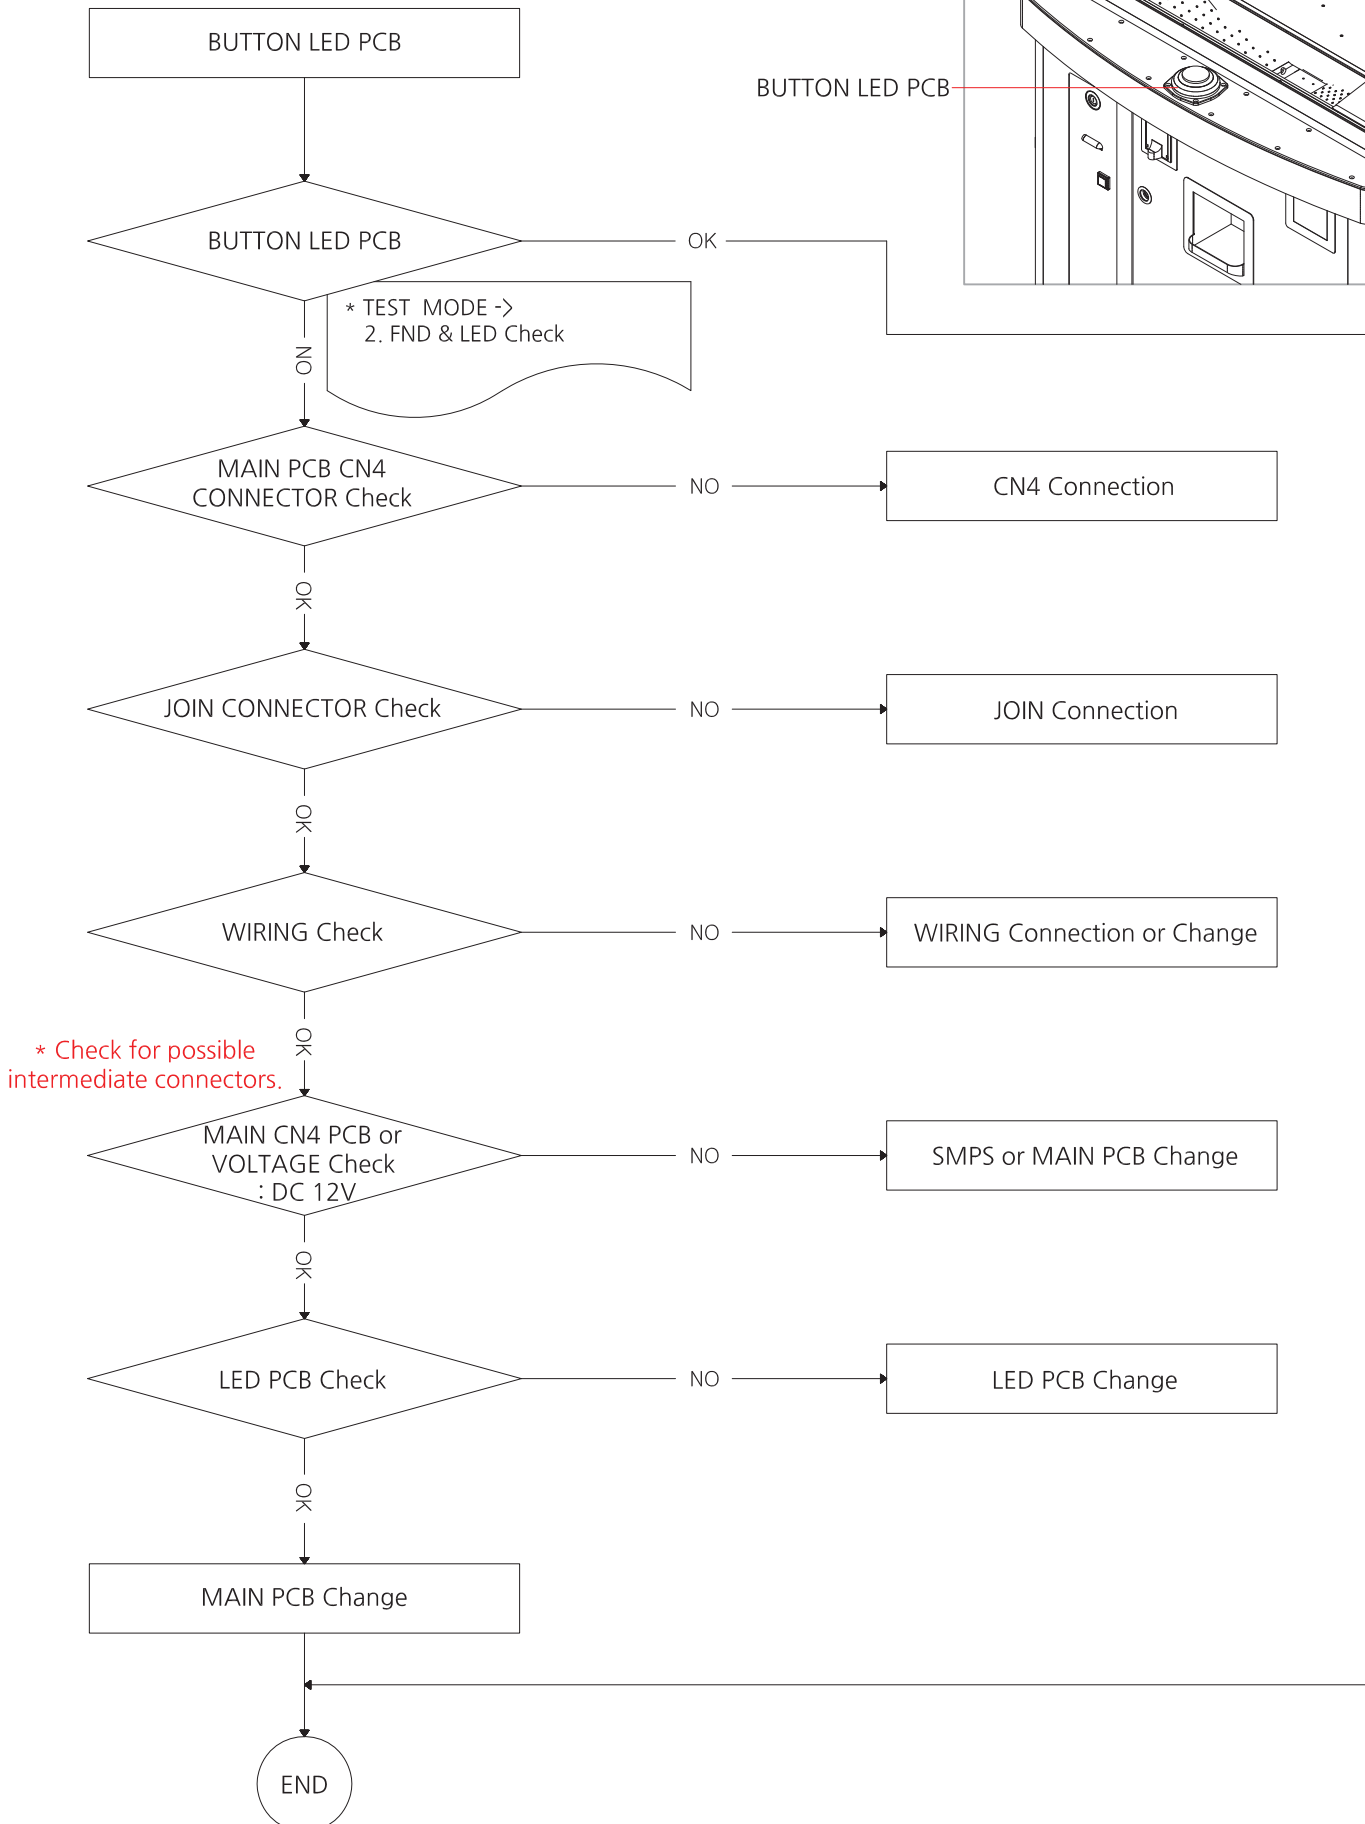 BUTTON LED PCB
BUTTON LED PCB
BUTTON LED PCB
OK
* TEST MODE ->
2. FND & LED Check
NO
MAIN PCB CN4
CONNECTOR Check
NO
CN4 Connection
OK
JOIN CONNECTOR Check
NO
JOIN Connection
OK
WIRING Check
NO
WIRING Connection or Change
OK
* Check for possible
intermediate connectors.
MAIN CN4 PCB or
VOLTAGE Check
: DC 12V
NO
SMPS or MAIN PCB Change
OK
LED PCB Check
NO
LED PCB Change
OK
MAIN PCB Change
END